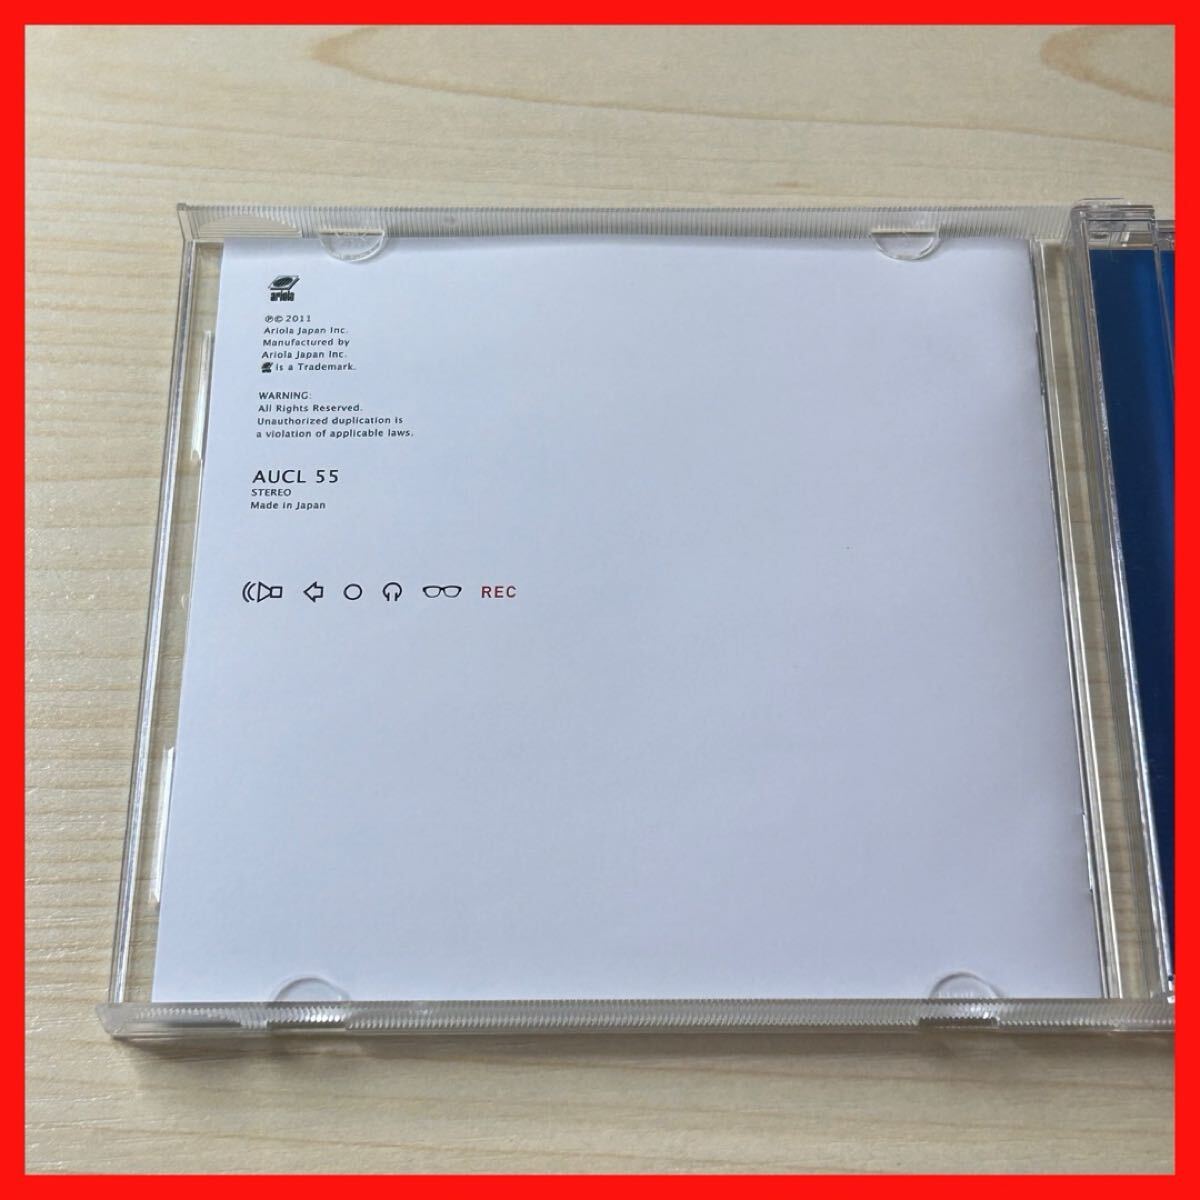 ariola
℗© 2011
Ariola Japan Inc.
Manufactured by
Ariola Japan Inc.
is a Trademark.
WARNING:
All Rights Reserved.
Unauthorized duplication is
a violation of applicable laws.
AUCL 55
STEREO
Made in Japan
REC